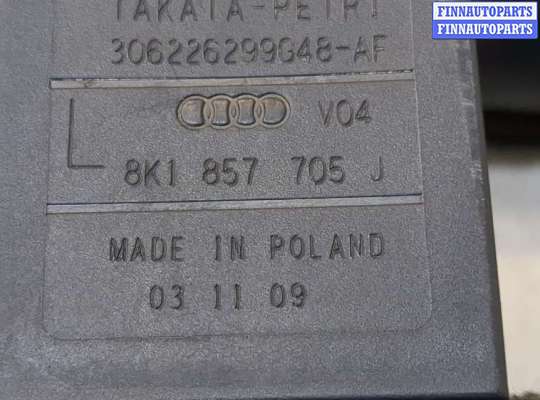 FINNAUTOPARTS
FINNAUTOPARTS
TAKATA-PETRI
306226299G48-AF
V04
L
8K1 857 705 J
MADE IN POLAND
03 11 09